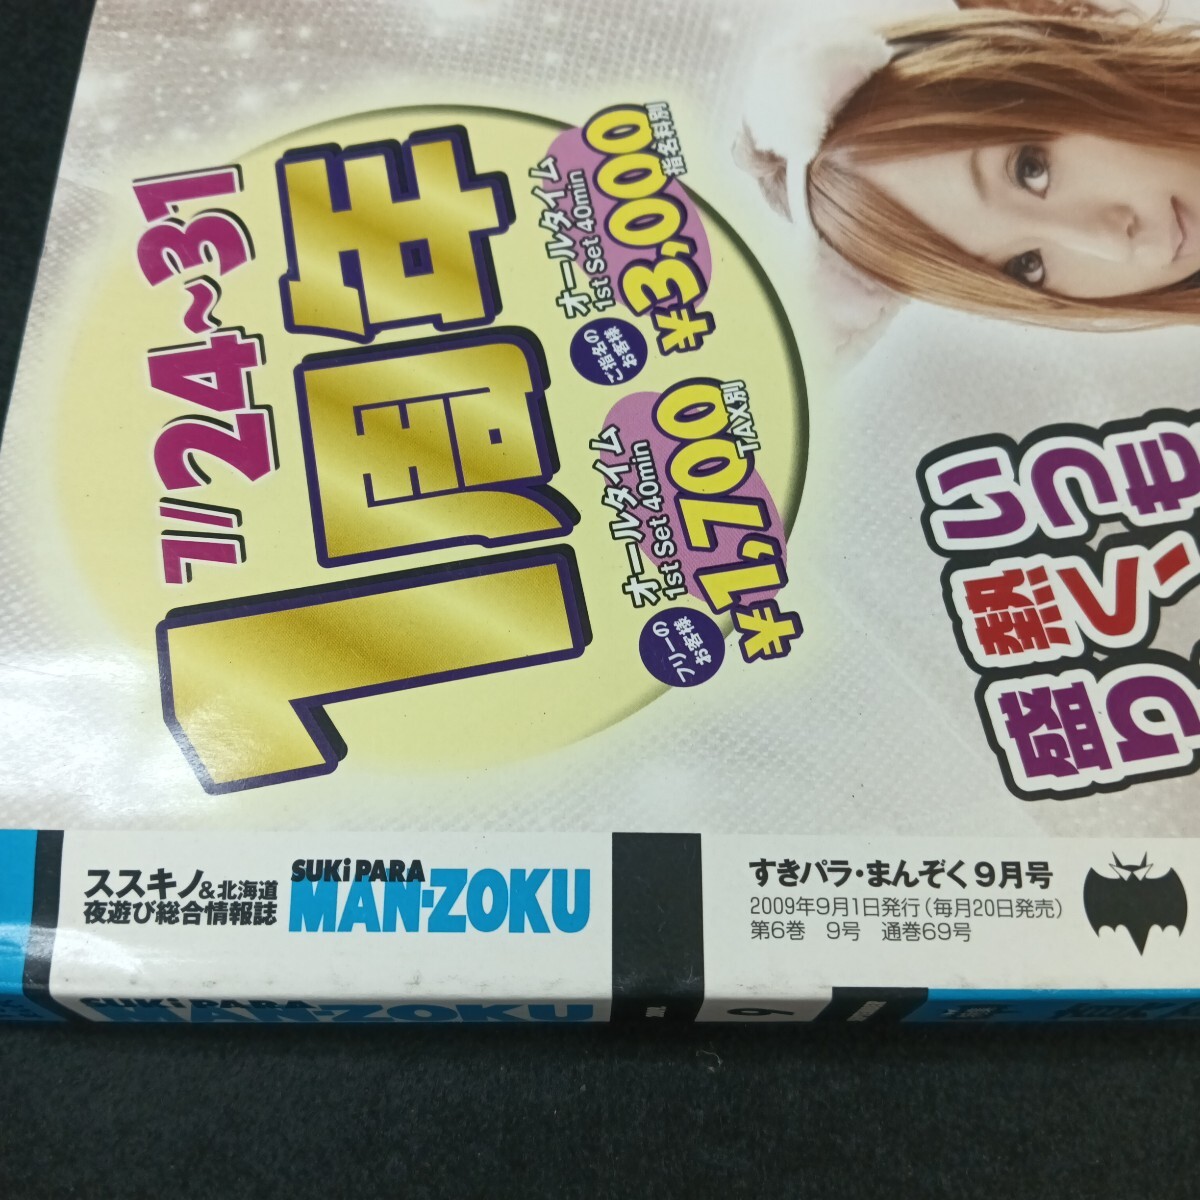 7/24~31
1周年
ご指名の
お客様
オールタイム
1st Set 40min
¥3,000
指名料別
フリーの
お客様
オールタイム
1st Set 40min
¥1,700
TAX別
いつも
熱く、
盛り
ススキノ&北海道
夜遊び総合情報誌
SUKiPARA
MAN-ZOKU
すきパラ・まんぞく9月号
2009年9月1日発行(毎月20日発売)
第6巻 9号 通巻69号
SUKiPARA
MAN-ZOKU
9